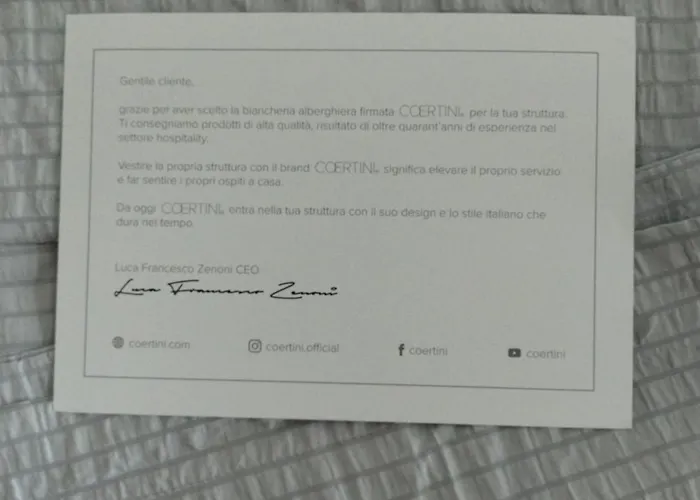 Gentile cliente,
grazie per aver scelto la biancheria alberghiera firmata COERTINI. per la tua struttura.
Ti consegniamo prodotti di alta qualità, risultato di oltre quarant'anni di esperienza nel
settore hospitality.
Vestire la propria struttura con il brand COERTINI. significa elevare il proprio servizio
e far sentire i propri ospiti a casa.
Da oggi COERTINI. entra nella tua struttura con il suo design e lo stile italiano che
dura nel tempo.
Luca Francesco Zenoni CEO
Luca Francesco Zenoni
coertini.com coertini.official coertini coertini